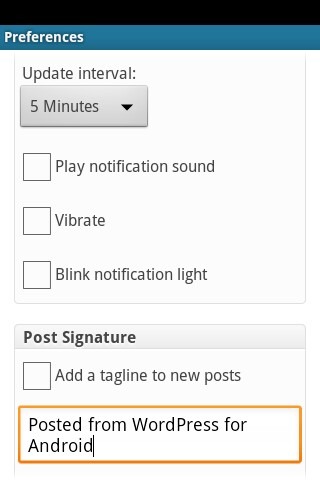 Preferences
Update interval:
5 Minutes
Play notification sound
Vibrate
Blink notification light
Post Signature
Add a tagline to new posts
Posted from WordPress for
Android